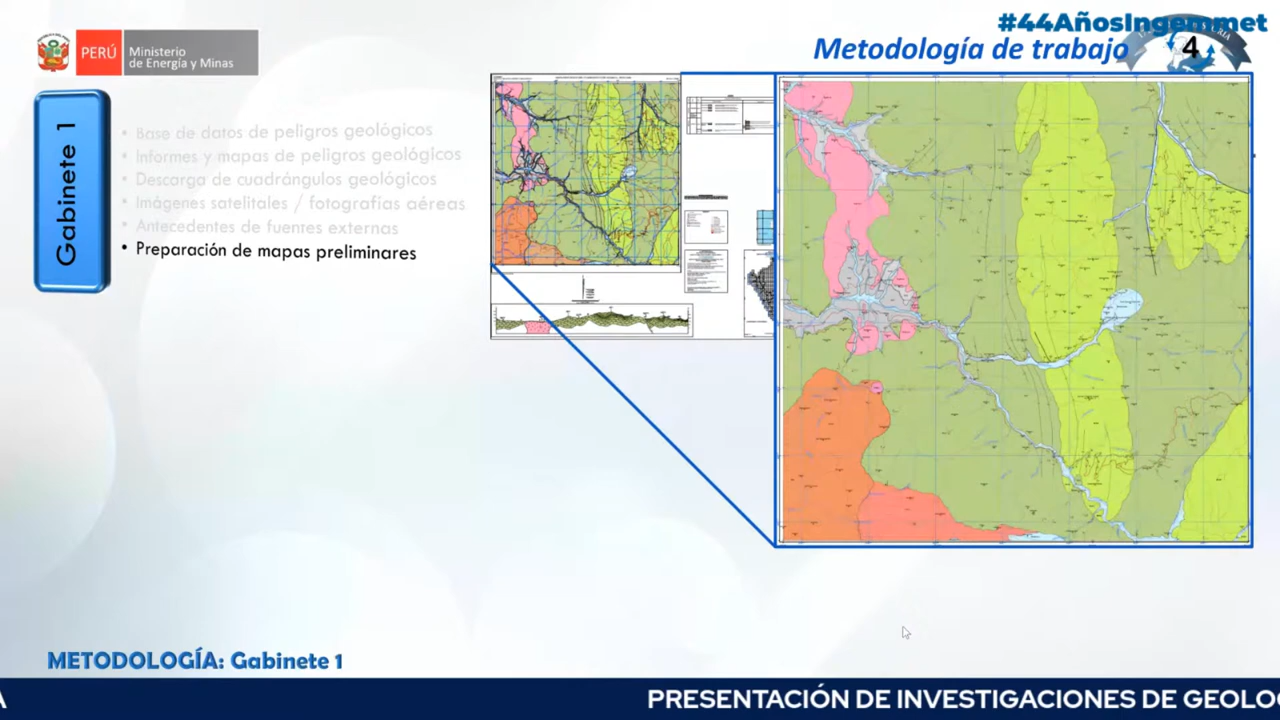 #44AñosIngemmet
Metodología de trabajo
4
PERÚ
Ministerio
de Energía y Minas
Gabinete 1
• Base de datos de peligros geológicos
• Informes y mapas de peligros geológicos
• Descarga de cuadrángulos geológicos
• Imágenes satelitales / fotografías aéreas
• Antecedentes de fuentes externas
• Preparación de mapas preliminares
METODOLOGÍA: Gabinete 1
A
PRESENTACIÓN DE INVESTIGACIONES DE GEOLO